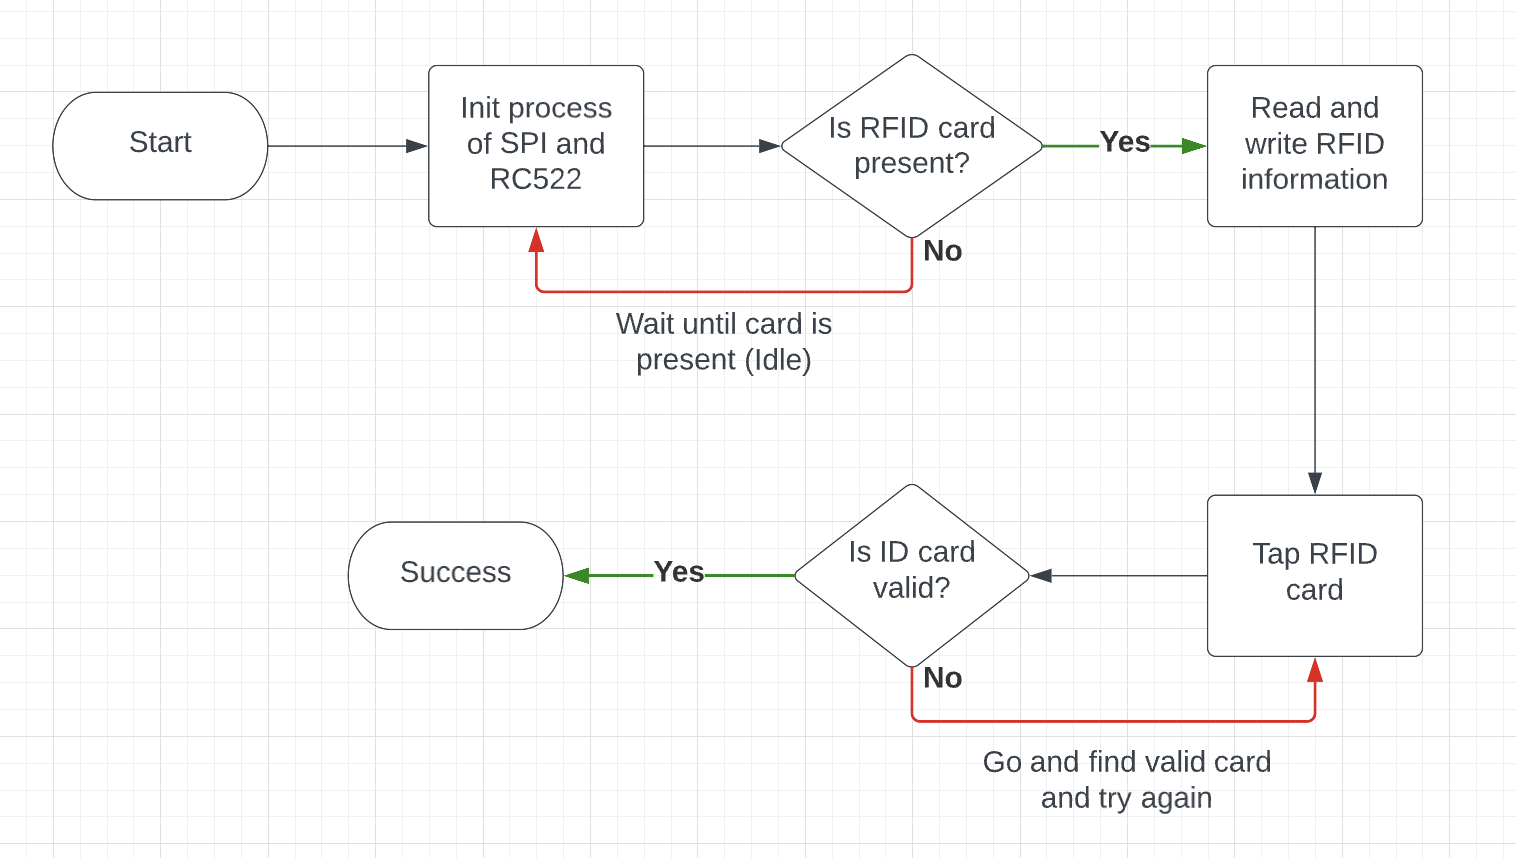 Start
Init process
of SPI and
RC522
Is RFID card
present?
Yes
Read and
write RFID
information
No
Wait until card is
present (Idle)
Success
Yes
Is ID card
valid?
Tap RFID
card
No
Go and find valid card
and try again